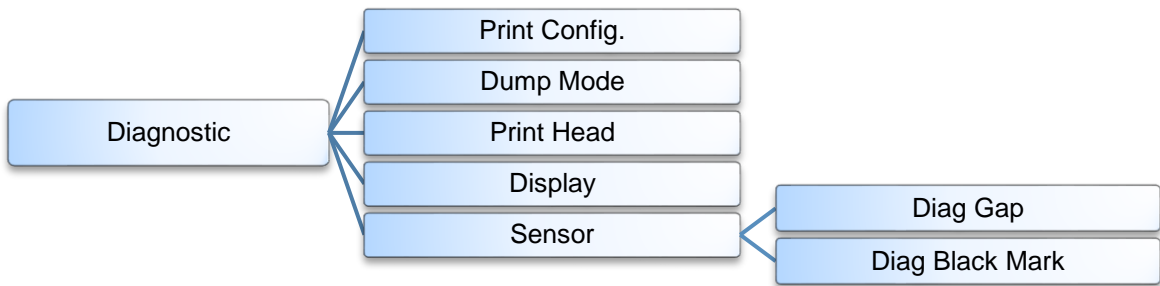 Diagnostic
Print Config.
Dump Mode
Print Head
Display
Sensor
Diag Gap
Diag Black Mark